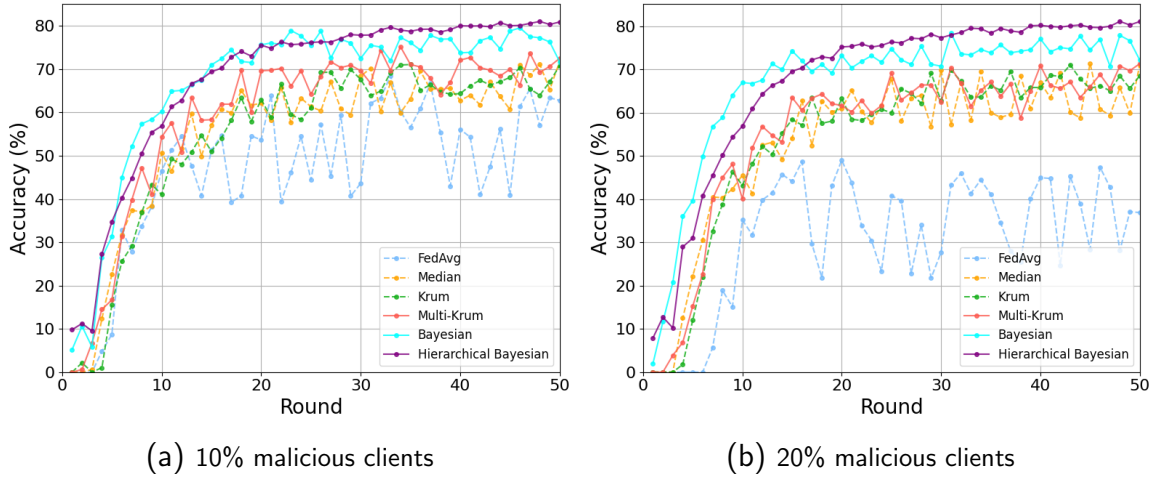 Accuracy (%)
80
70
60
50
40
30
20
10
0
FedAvg
Median
Krum
Multi-Krum
Bayesian
Hierarchical Bayesian
0 10 20 30 40 50
Round
(a) 10% malicious clients
Accuracy (%)
80
70
60
50
40
30
20
10
0
FedAvg
Median
Krum
Multi-Krum
Bayesian
Hierarchical Bayesian
0 10 20 30 40 50
Round
(b) 20% malicious clients